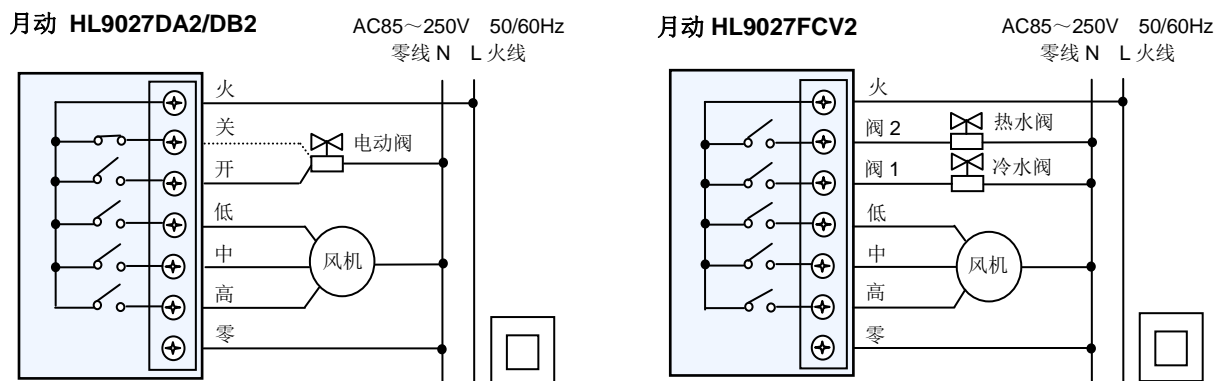 月动 HL9027DA2/DB2
AC85～250V 50/60Hz
零线 N L 火线
火
关
电动阀
开
低
中
风机
高
零
月动 HL9027FCV2
AC85～250V 50/60Hz
零线 N L 火线
火
阀 2
热水阀
阀 1
冷水阀
低
中
风机
高
零